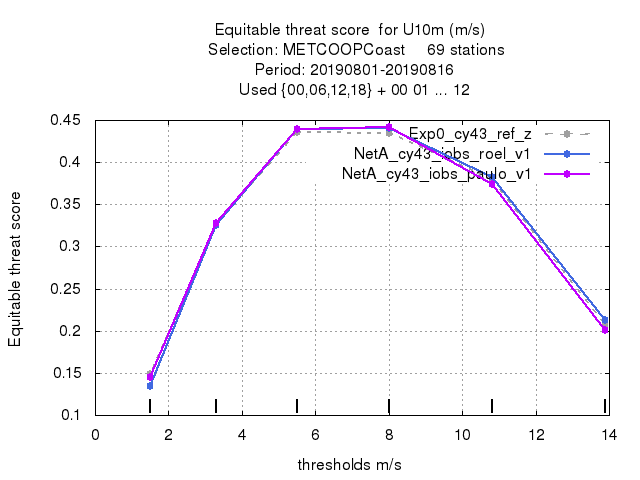 Equitable threat score for U10m (m/s)
Selection: METCOOPCoast 69 stations
Period: 20190801-20190816
Used {00,06,12,18} + 00 01 ... 12
Exp0_cy43_ref_z
NetA_cy43_iobs_roel_v1
NetA_cy43_iobs_paulo_v1
Equitable threat score
0.45
0.4
0.35
0.3
0.25
0.2
0.15
0.1
0 2 4 6 8 10 12 14
thresholds m/s